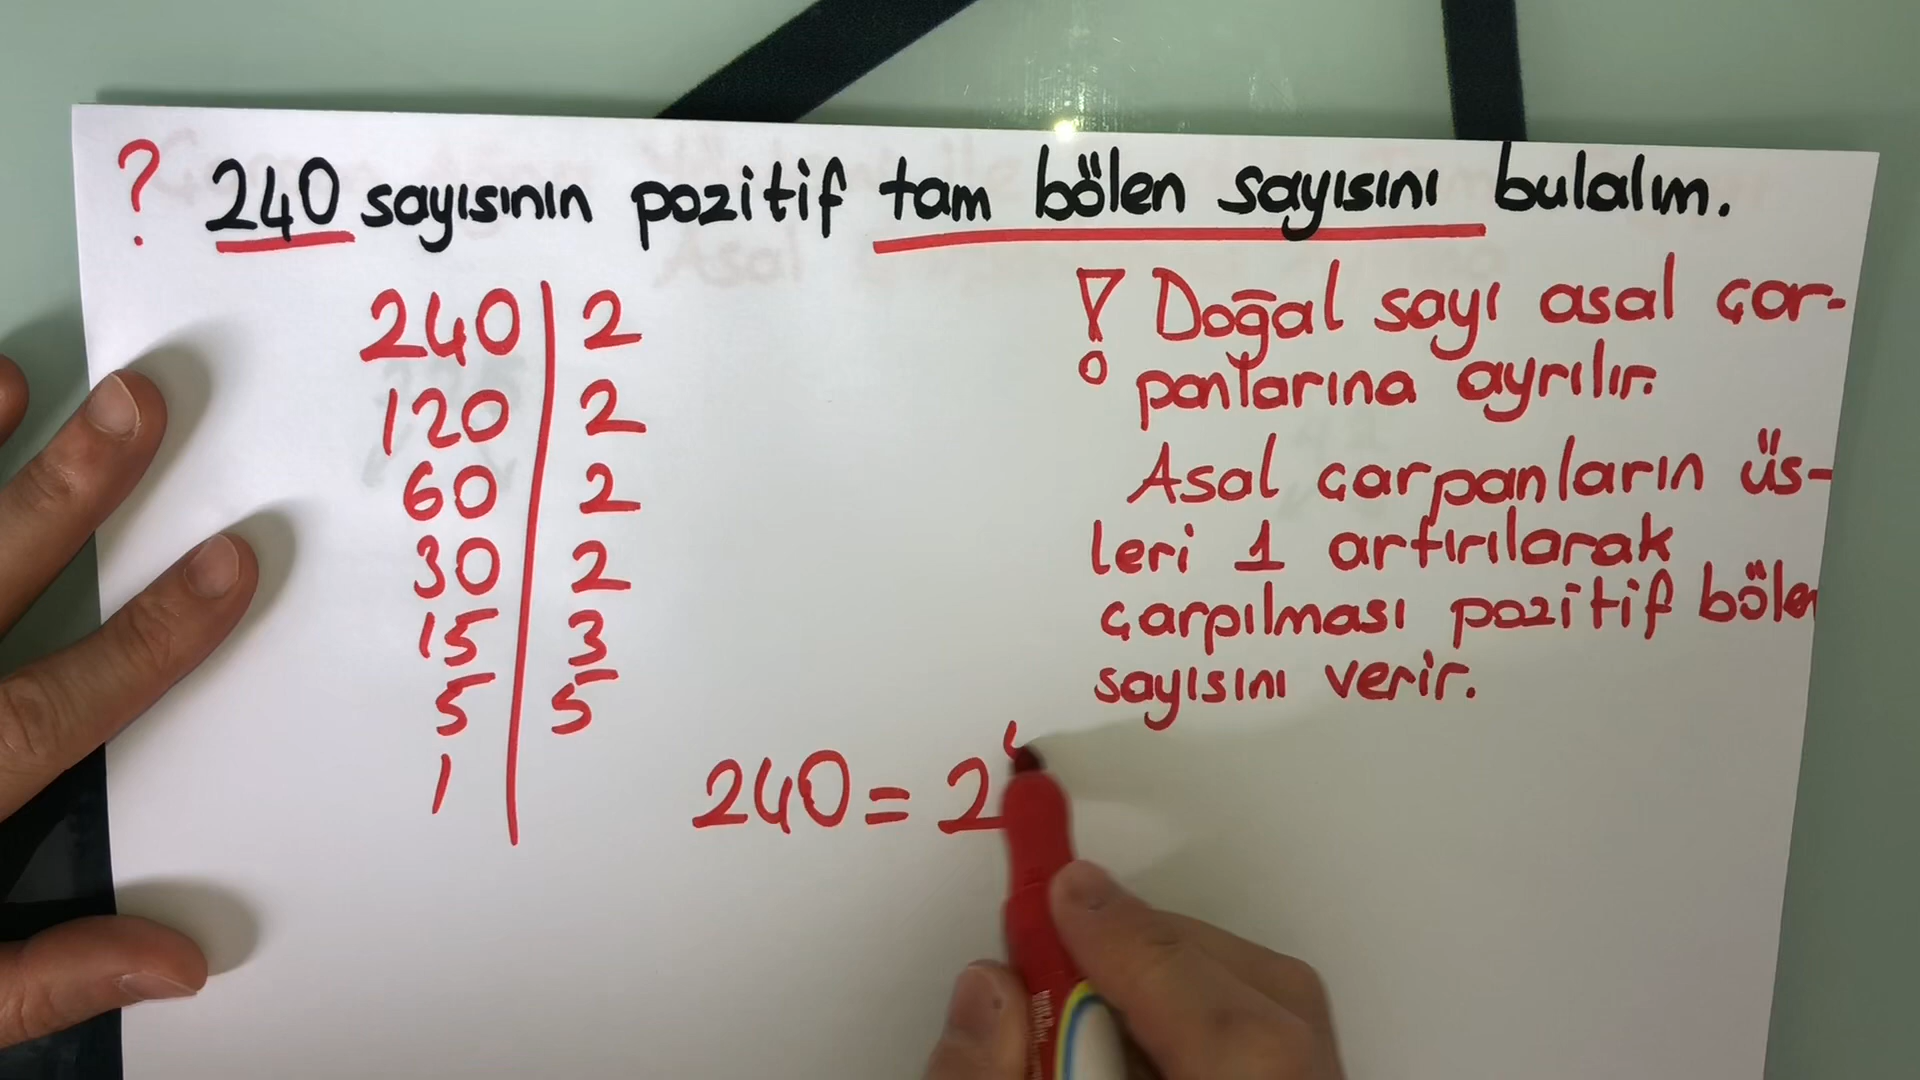 ? 240 sayısının pozitif tam bölen sayısını bulalım.
240 | 2
120 | 2
60 | 2
30 | 2
15 | 3
5 | 5
1
! Doğal sayı asal çar-
panlarına ayrılır.
Asal çarpanların üs-
leri 1 artırılarak
çarpılması pozitif bölen
sayısını verir.
240 = 2